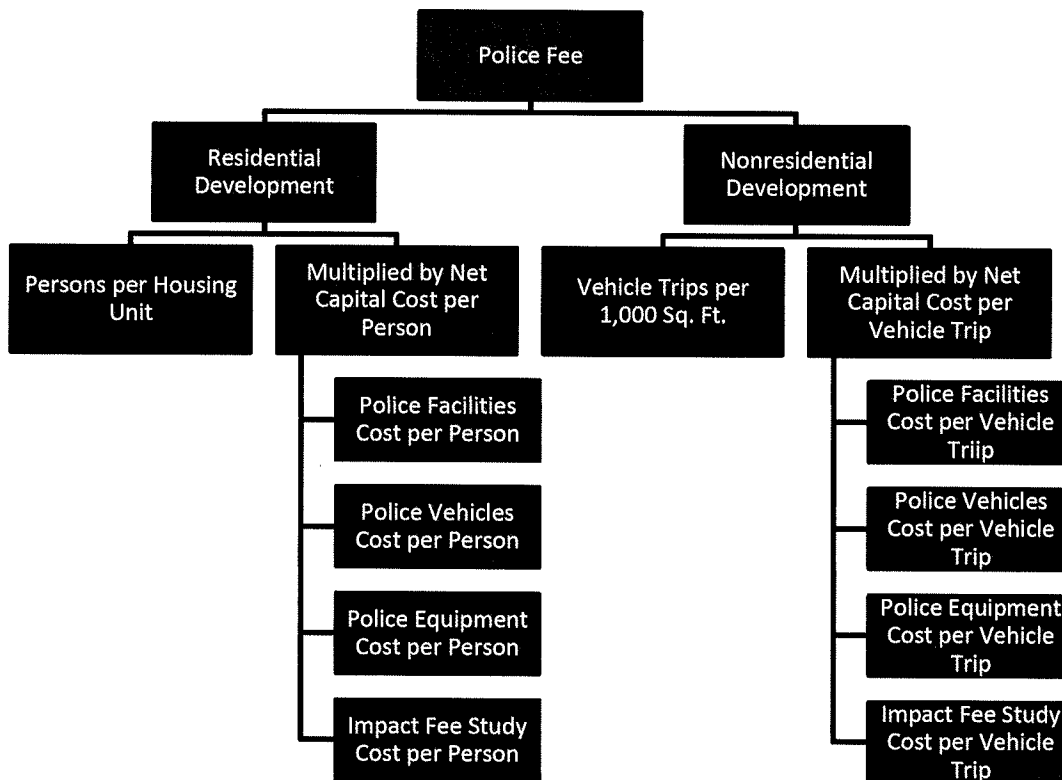 Police Fee
Residential
Development
Nonresidential
Development
Persons per Housing
Unit
Multiplied by Net
Capital Cost per
Person
Vehicle Trips per
1,000 Sq. Ft.
Multiplied by Net
Capital Cost per
Vehicle Trip
Police Facilities
Cost per Person
Police Vehicles
Cost per Person
Police Equipment
Cost per Person
Impact Fee Study
Cost per Person
Police Facilities
Cost per Vehicle
Triip
Police Vehicles
Cost per Vehicle
Trip
Police Equipment
Cost per Vehicle
Trip
Impact Fee Study
Cost per Vehicle
Trip